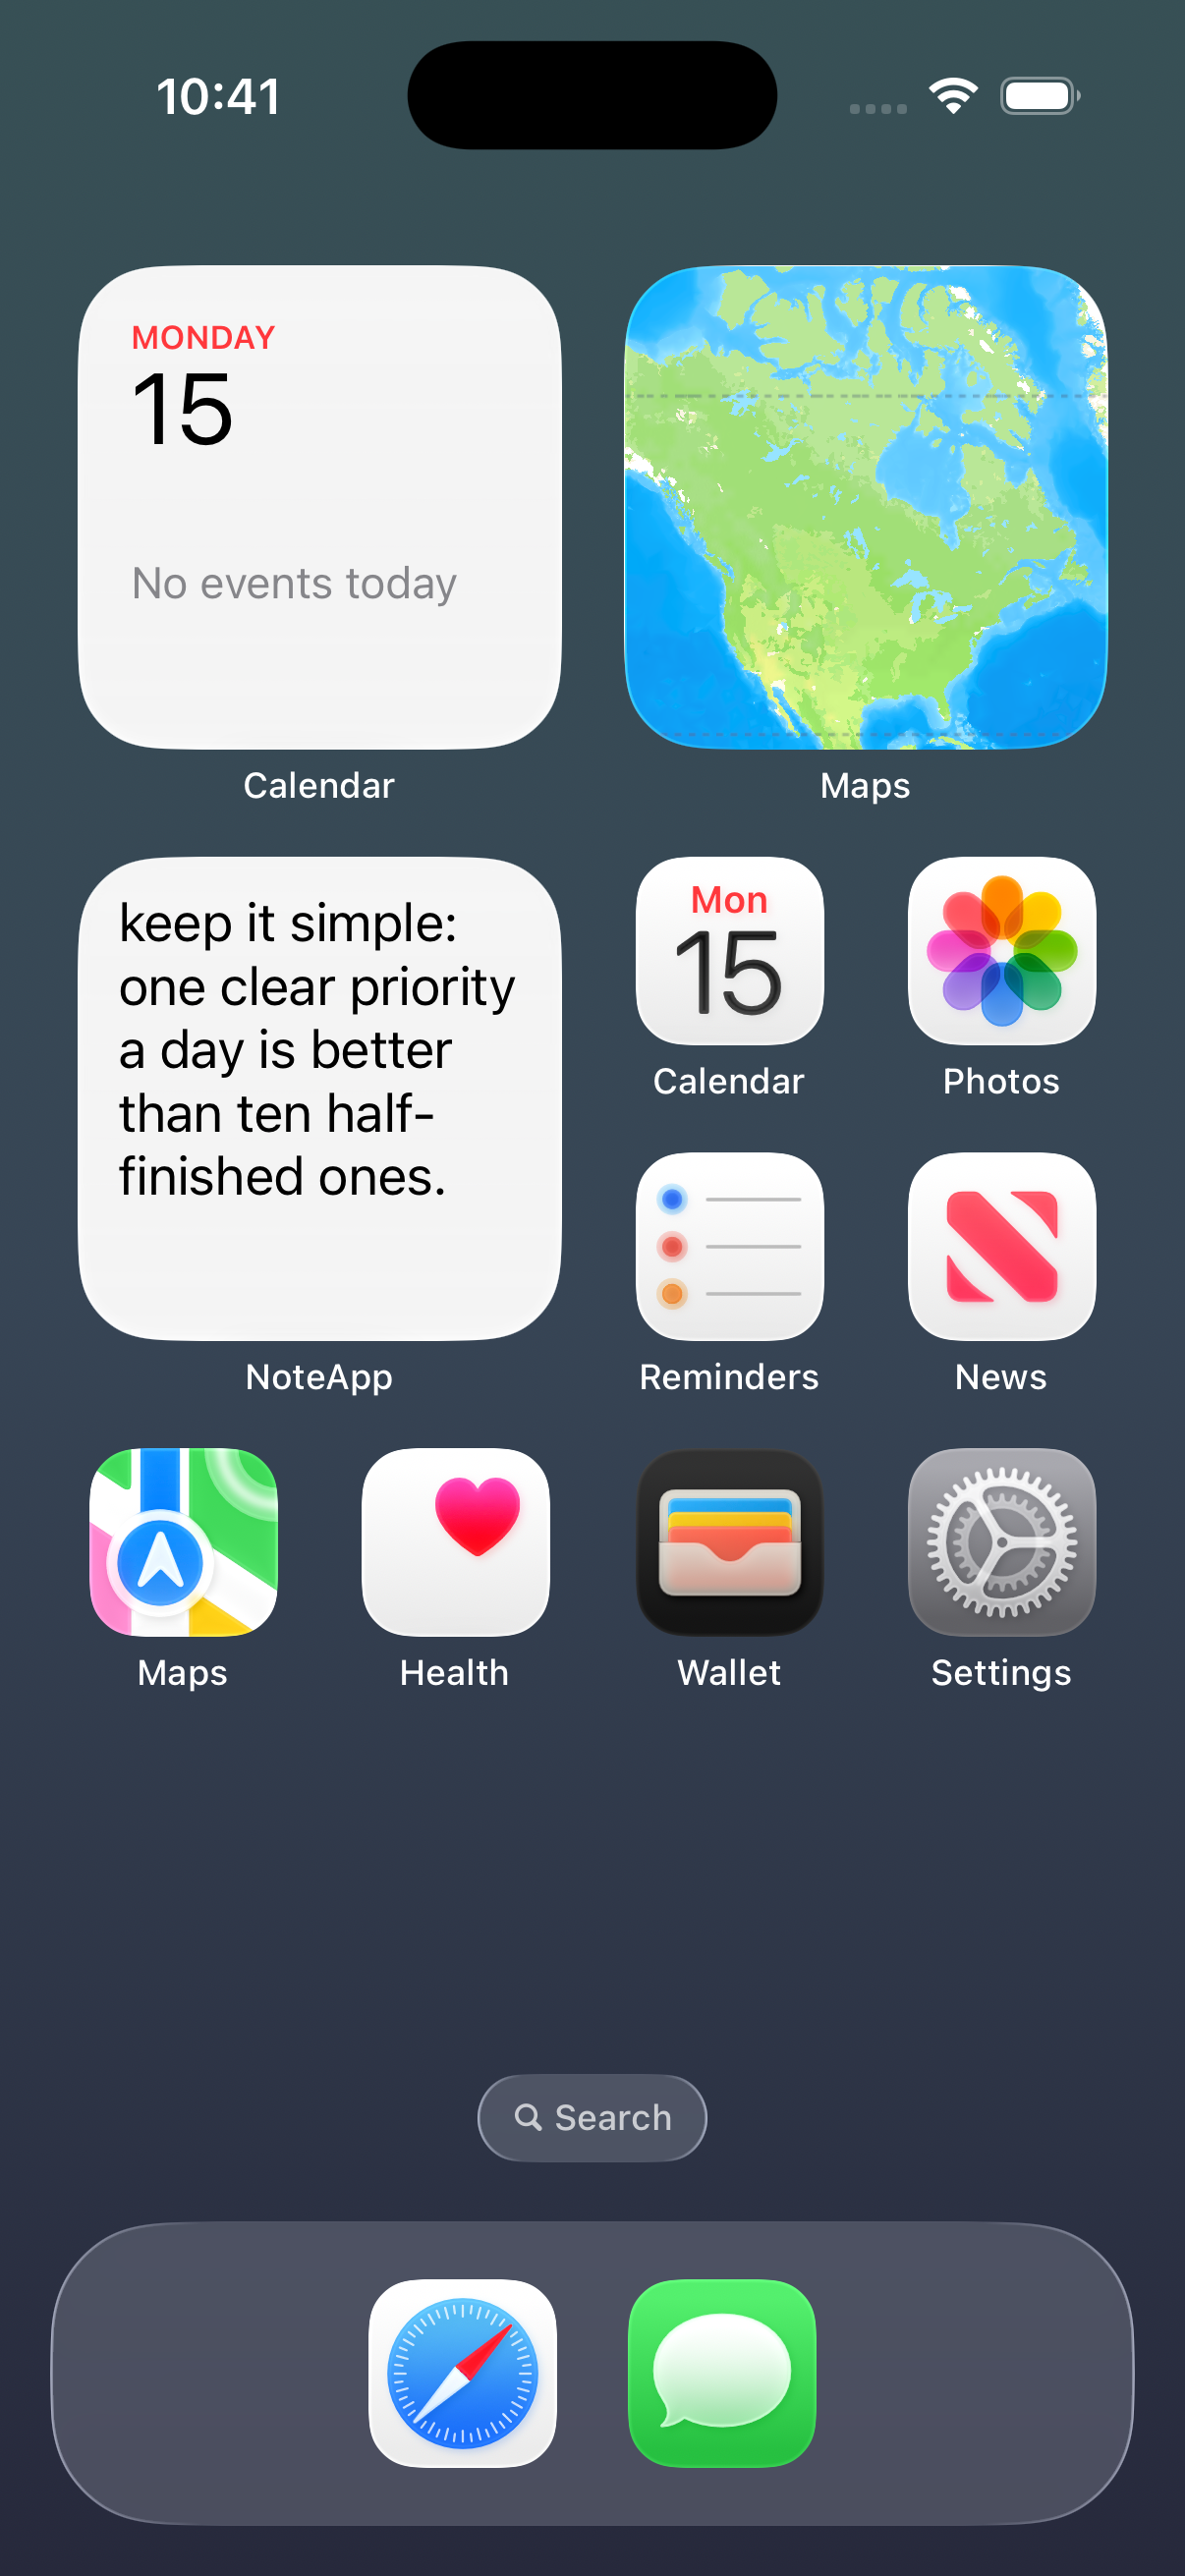 10:41
MONDAY
15
No events today
Calendar
Maps
keep it simple:
one clear priority
a day is better
than ten half-
finished ones.
NoteApp
Mon
15
Calendar
Photos
Reminders
News
Maps
Health
Wallet
Settings
Search